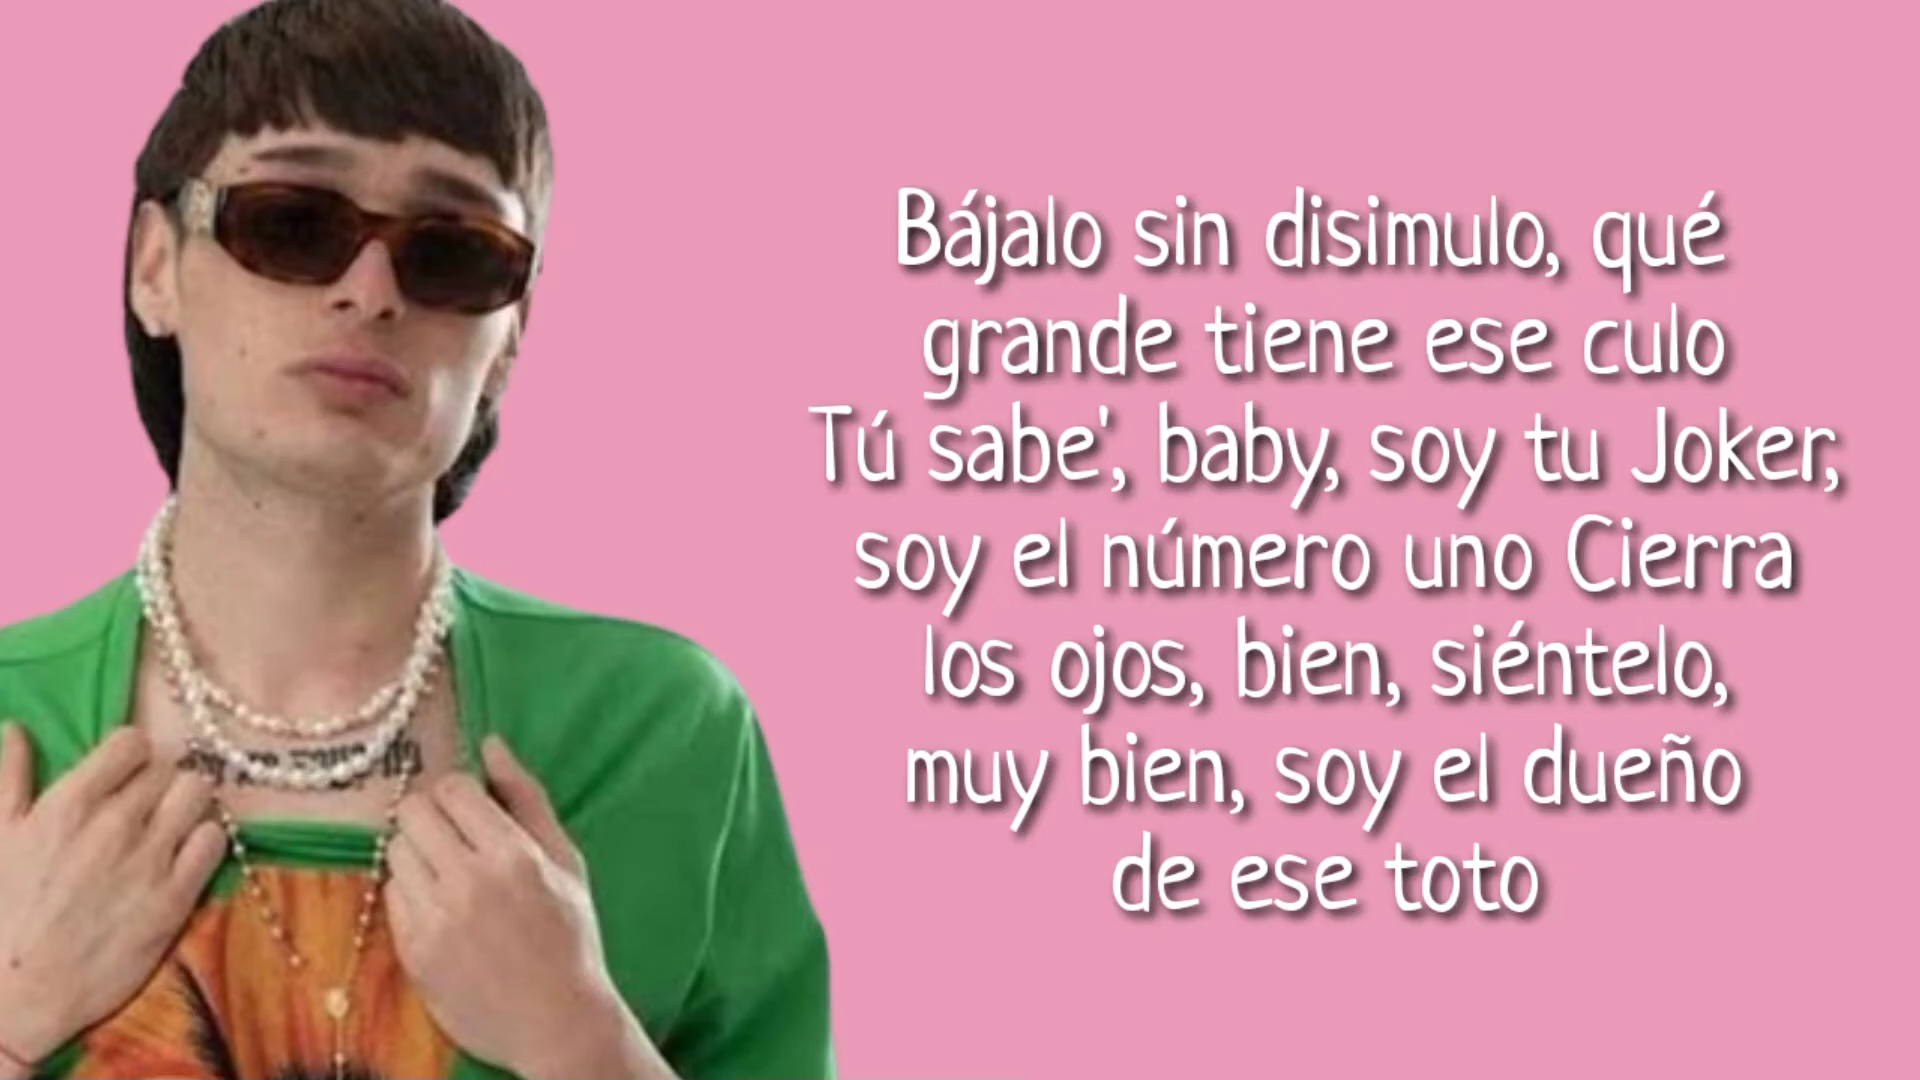 Bájalo sin disimulo, qué
grande tiene ese culo
Tú sabe', baby, soy tu Joker,
soy el número uno Cierra
los ojos, bien, siéntelo,
muy bien, soy el dueño
de ese toto